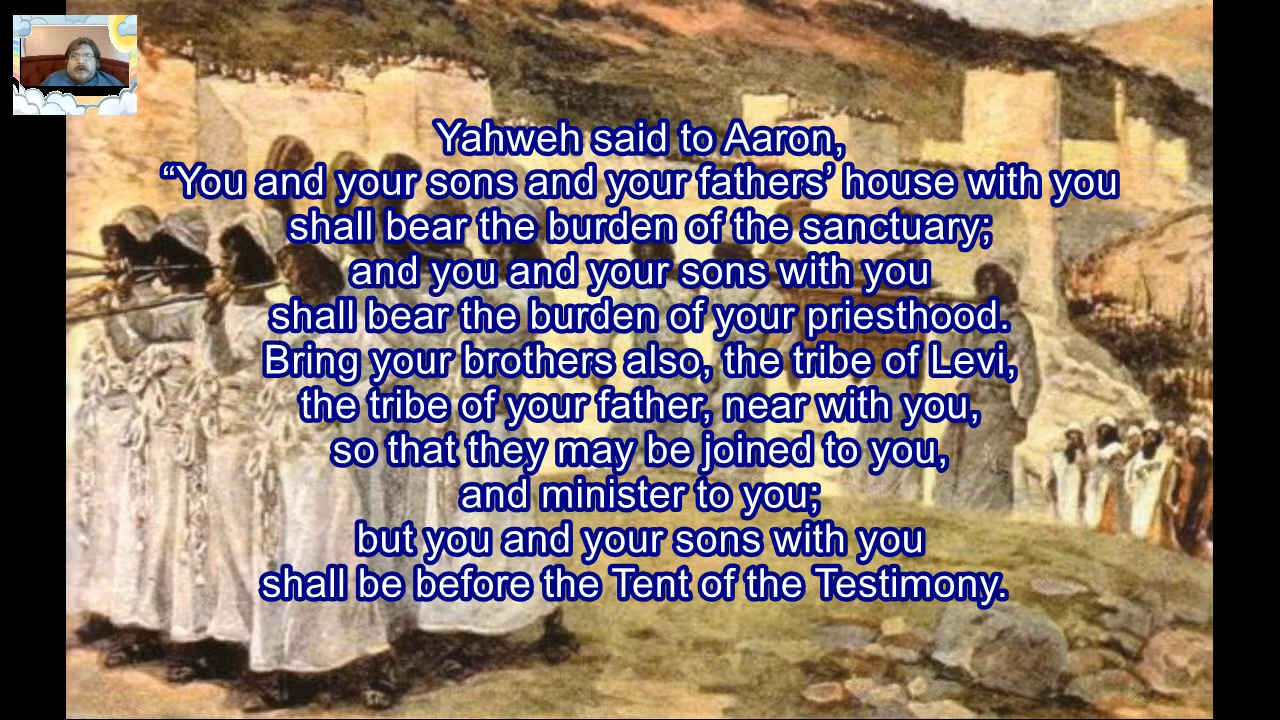 Yahweh said to Aaron,
“You and your sons and your fathers’ house with you
shall bear the burden of the sanctuary;
and you and your sons with you
shall bear the burden of your priesthood.
Bring your brothers also, the tribe of Levi,
the tribe of your father, near with you,
so that they may be joined to you,
and minister to you;
but you and your sons with you
shall be before the Tent of the Testimony.